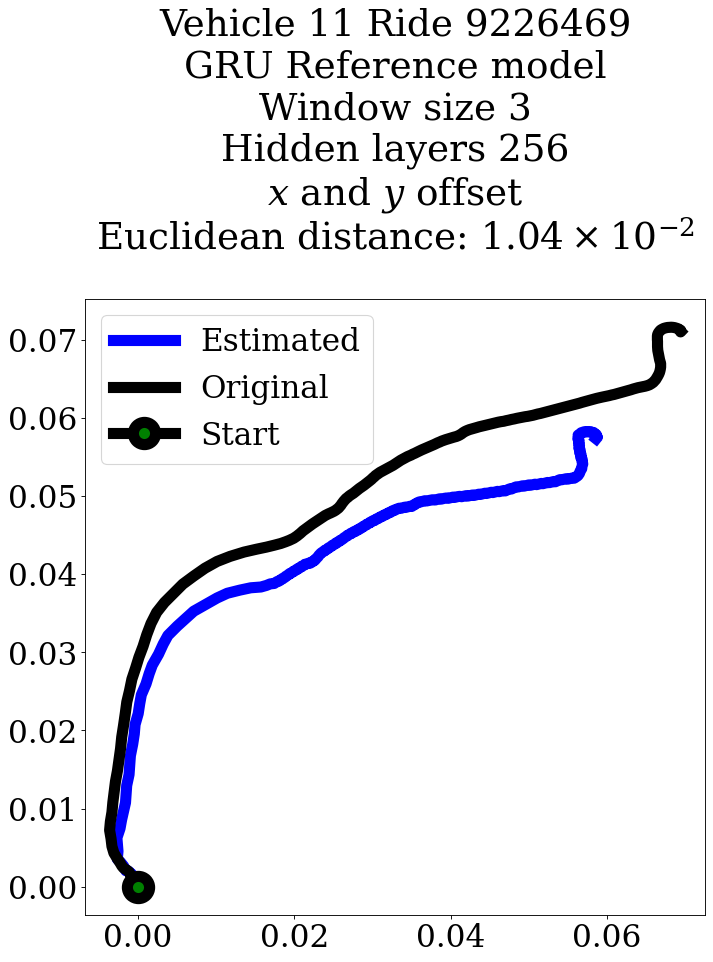 Vehicle 11 Ride 9226469
GRU Reference model
Window size 3
Hidden layers 256
x and y offset
Euclidean distance: 1.04 × 10⁻²
Estimated
Original
Start
0.07
0.06
0.05
0.04
0.03
0.02
0.01
0.00
0.00 0.02 0.04 0.06